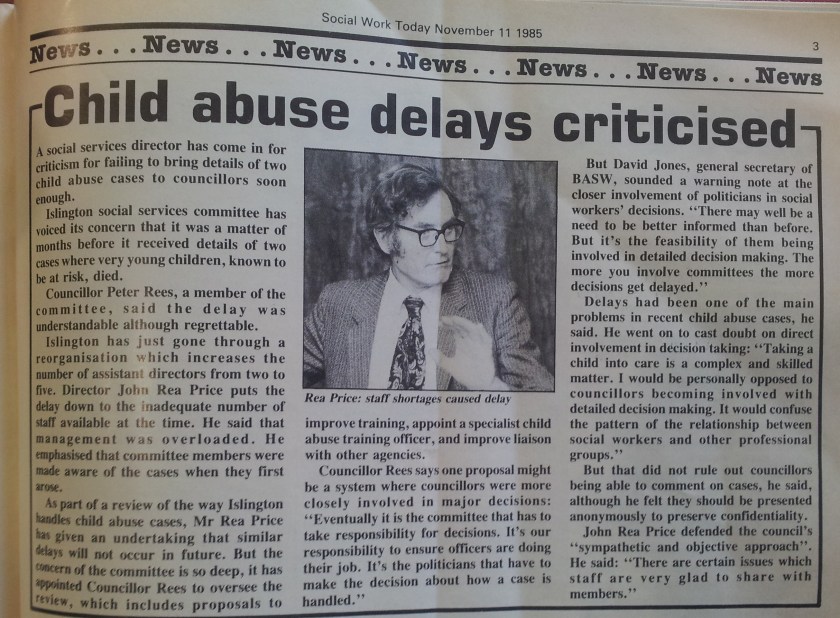 Social Work Today November 11 1985
3
News...News...News...News...News...News...News
Child abuse delays criticised
A social services director has come in for
criticism for failing to bring details of two
child abuse cases to councillors soon
enough.
Islington social services committee has
voiced its concern that it was a matter of
months before it received details of two
cases where very young children, known to
be at risk, died.
Councillor Peter Rees, a member of the
committee, said the delay was
understandable although regrettable.
Islington has just gone through a
reorganisation which increases the
number of assistant directors from two to
five. Director John Rea Price puts the
delay down to the inadequate number of
staff available at the time. He said that
management was overloaded. He
emphasised that committee members were
made aware of the cases when they first
arose.
As part of a review of the way Islington
handles child abuse cases, Mr Rea Price
has given an undertaking that similar
delays will not occur in future. But the
concern of the committee is so deep, it has
appointed Councillor Rees to oversee the
review, which includes proposals to
Rea Price: staff shortages caused delay
improve training, appoint a specialist child
abuse training officer, and improve liaison
with other agencies.
Councillor Rees says one proposal might
be a system where councillors were more
closely involved in major decisions:
“Eventually it is the committee that has to
take responsibility for decisions. It's our
responsibility to ensure officers are doing
their job. It's the politicians that have to
make the decision about how a case is
handled.”
But David Jones, general secretary of
BASW, sounded a warning note at the
closer involvement of politicians in social
workers' decisions. “There may well be a
need to be better informed than before.
But it's the feasibility of them being
involved in detailed decision making. The
more you involve committees the more
decisions get delayed.”
Delays had been one of the main
problems in recent child abuse cases, he
said. He went on to cast doubt on direct
involvement in decision taking: “Taking a
child into care is a complex and skilled
matter. I would be personally opposed to
councillors becoming involved with
detailed decision making. It would confuse
the pattern of the relationship between
social workers and other professional
groups.”
But that did not rule out councillors
being able to comment on cases, he said,
although he felt they should be presented
anonymously to preserve confidentiality.
John Rea Price defended the council's
“sympathetic and objective approach”.
He said: “There are certain issues which
staff are very glad to share with
members.”